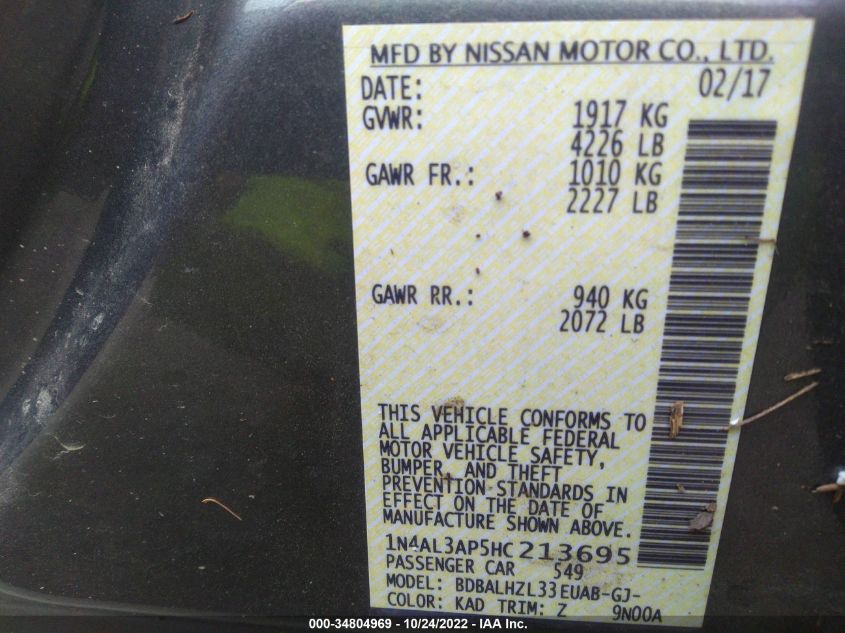 MFD BY NISSAN MOTOR CO., LTD.
DATE: 02/17
GVWR: 1917 KG
4226 LB
GAWR FR.: 1010 KG
2227 LB
GAWR RR.: 940 KG
2072 LB
THIS VEHICLE CONFORMS TO
ALL APPLICABLE FEDERAL
MOTOR VEHICLE SAFETY,
BUMPER, AND THEFT
PREVENTION STANDARDS IN
EFFECT ON THE DATE OF
MANUFACTURE SHOWN ABOVE.
1N4AL3AP5HC213695
PASSENGER CAR 549
MODEL: BDBALHZL33EUAB-GJ-
COLOR: KAD TRIM: Z 9N00A
000-34804969 - 10/24/2022 - IAA Inc.